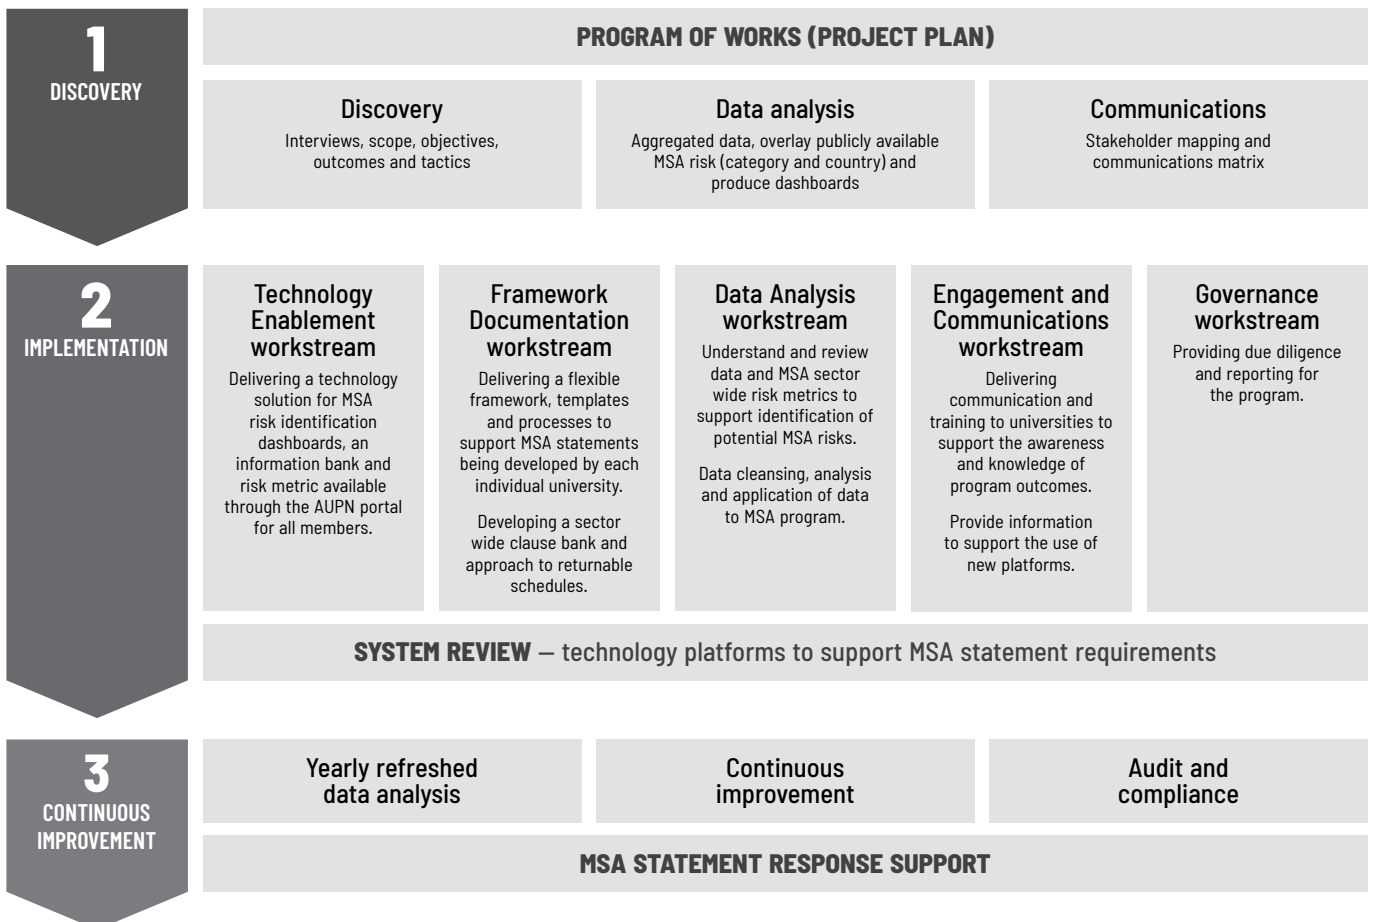 1
DISCOVERY
PROGRAM OF WORKS (PROJECT PLAN)
Discovery
Interviews, scope, objectives,
outcomes and tactics
Data analysis
Aggregated data, overlay publicly available
MSA risk (category and country) and
produce dashboards
Communications
Stakeholder mapping and
communications matrix
2
IMPLEMENTATION
Technology
Enablement
workstream
Delivering a technology
solution for MSA
risk identification
dashboards, an
information bank and
risk metric available
through the AUPN portal
for all members.
Framework
Documentation
workstream
Delivering a flexible
framework, templates
and processes to
support MSA statements
being developed by each
individual university.
Developing a sector
wide clause bank and
approach to returnable
schedules.
Data Analysis
workstream
Understand and review
data and MSA sector
wide risk metrics to
support identification of
potential MSA risks.
Data cleansing, analysis
and application of data
to MSA program.
Engagement and
Communications
workstream
Delivering
communication and
training to universities to
support the awareness
and knowledge of
program outcomes.
Provide information
to support the use of
new platforms.
Governance
workstream
Providing due diligence
and reporting for
the program.
SYSTEM REVIEW – technology platforms to support MSA statement requirements
3
CONTINUOUS
IMPROVEMENT
Yearly refreshed
data analysis
Continuous
improvement
Audit and
compliance
MSA STATEMENT RESPONSE SUPPORT